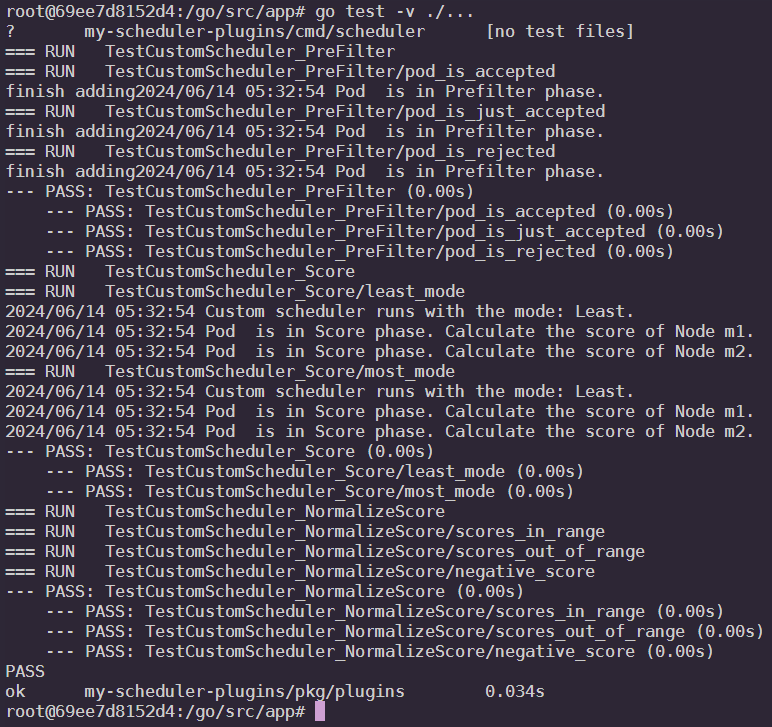 root@69ee7d8152d4:/go/src/app# go test -v ./...
?       my-scheduler-plugins/cmd/scheduler      [no test files]
=== RUN   TestCustomScheduler_PreFilter
=== RUN   TestCustomScheduler_PreFilter/pod_is_accepted
finish adding2024/06/14 05:32:54 Pod  is in Prefilter phase.
=== RUN   TestCustomScheduler_PreFilter/pod_is_just_accepted
finish adding2024/06/14 05:32:54 Pod  is in Prefilter phase.
=== RUN   TestCustomScheduler_PreFilter/pod_is_rejected
finish adding2024/06/14 05:32:54 Pod  is in Prefilter phase.
--- PASS: TestCustomScheduler_PreFilter (0.00s)
    --- PASS: TestCustomScheduler_PreFilter/pod_is_accepted (0.00s)
    --- PASS: TestCustomScheduler_PreFilter/pod_is_just_accepted (0.00s)
    --- PASS: TestCustomScheduler_PreFilter/pod_is_rejected (0.00s)
=== RUN   TestCustomScheduler_Score
=== RUN   TestCustomScheduler_Score/least_mode
2024/06/14 05:32:54 Custom scheduler runs with the mode: Least.
2024/06/14 05:32:54 Pod  is in Score phase. Calculate the score of Node m1.
2024/06/14 05:32:54 Pod  is in Score phase. Calculate the score of Node m2.
=== RUN   TestCustomScheduler_Score/most_mode
2024/06/14 05:32:54 Custom scheduler runs with the mode: Least.
2024/06/14 05:32:54 Pod  is in Score phase. Calculate the score of Node m1.
2024/06/14 05:32:54 Pod  is in Score phase. Calculate the score of Node m2.
--- PASS: TestCustomScheduler_Score (0.00s)
    --- PASS: TestCustomScheduler_Score/least_mode (0.00s)
    --- PASS: TestCustomScheduler_Score/most_mode (0.00s)
=== RUN   TestCustomScheduler_NormalizeScore
=== RUN   TestCustomScheduler_NormalizeScore/scores_in_range
=== RUN   TestCustomScheduler_NormalizeScore/scores_out_of_range
=== RUN   TestCustomScheduler_NormalizeScore/negative_score
--- PASS: TestCustomScheduler_NormalizeScore (0.00s)
    --- PASS: TestCustomScheduler_NormalizeScore/scores_in_range (0.00s)
    --- PASS: TestCustomScheduler_NormalizeScore/scores_out_of_range (0.00s)
    --- PASS: TestCustomScheduler_NormalizeScore/negative_score (0.00s)
PASS
ok      my-scheduler-plugins/pkg/plugins        0.034s
root@69ee7d8152d4:/go/src/app#